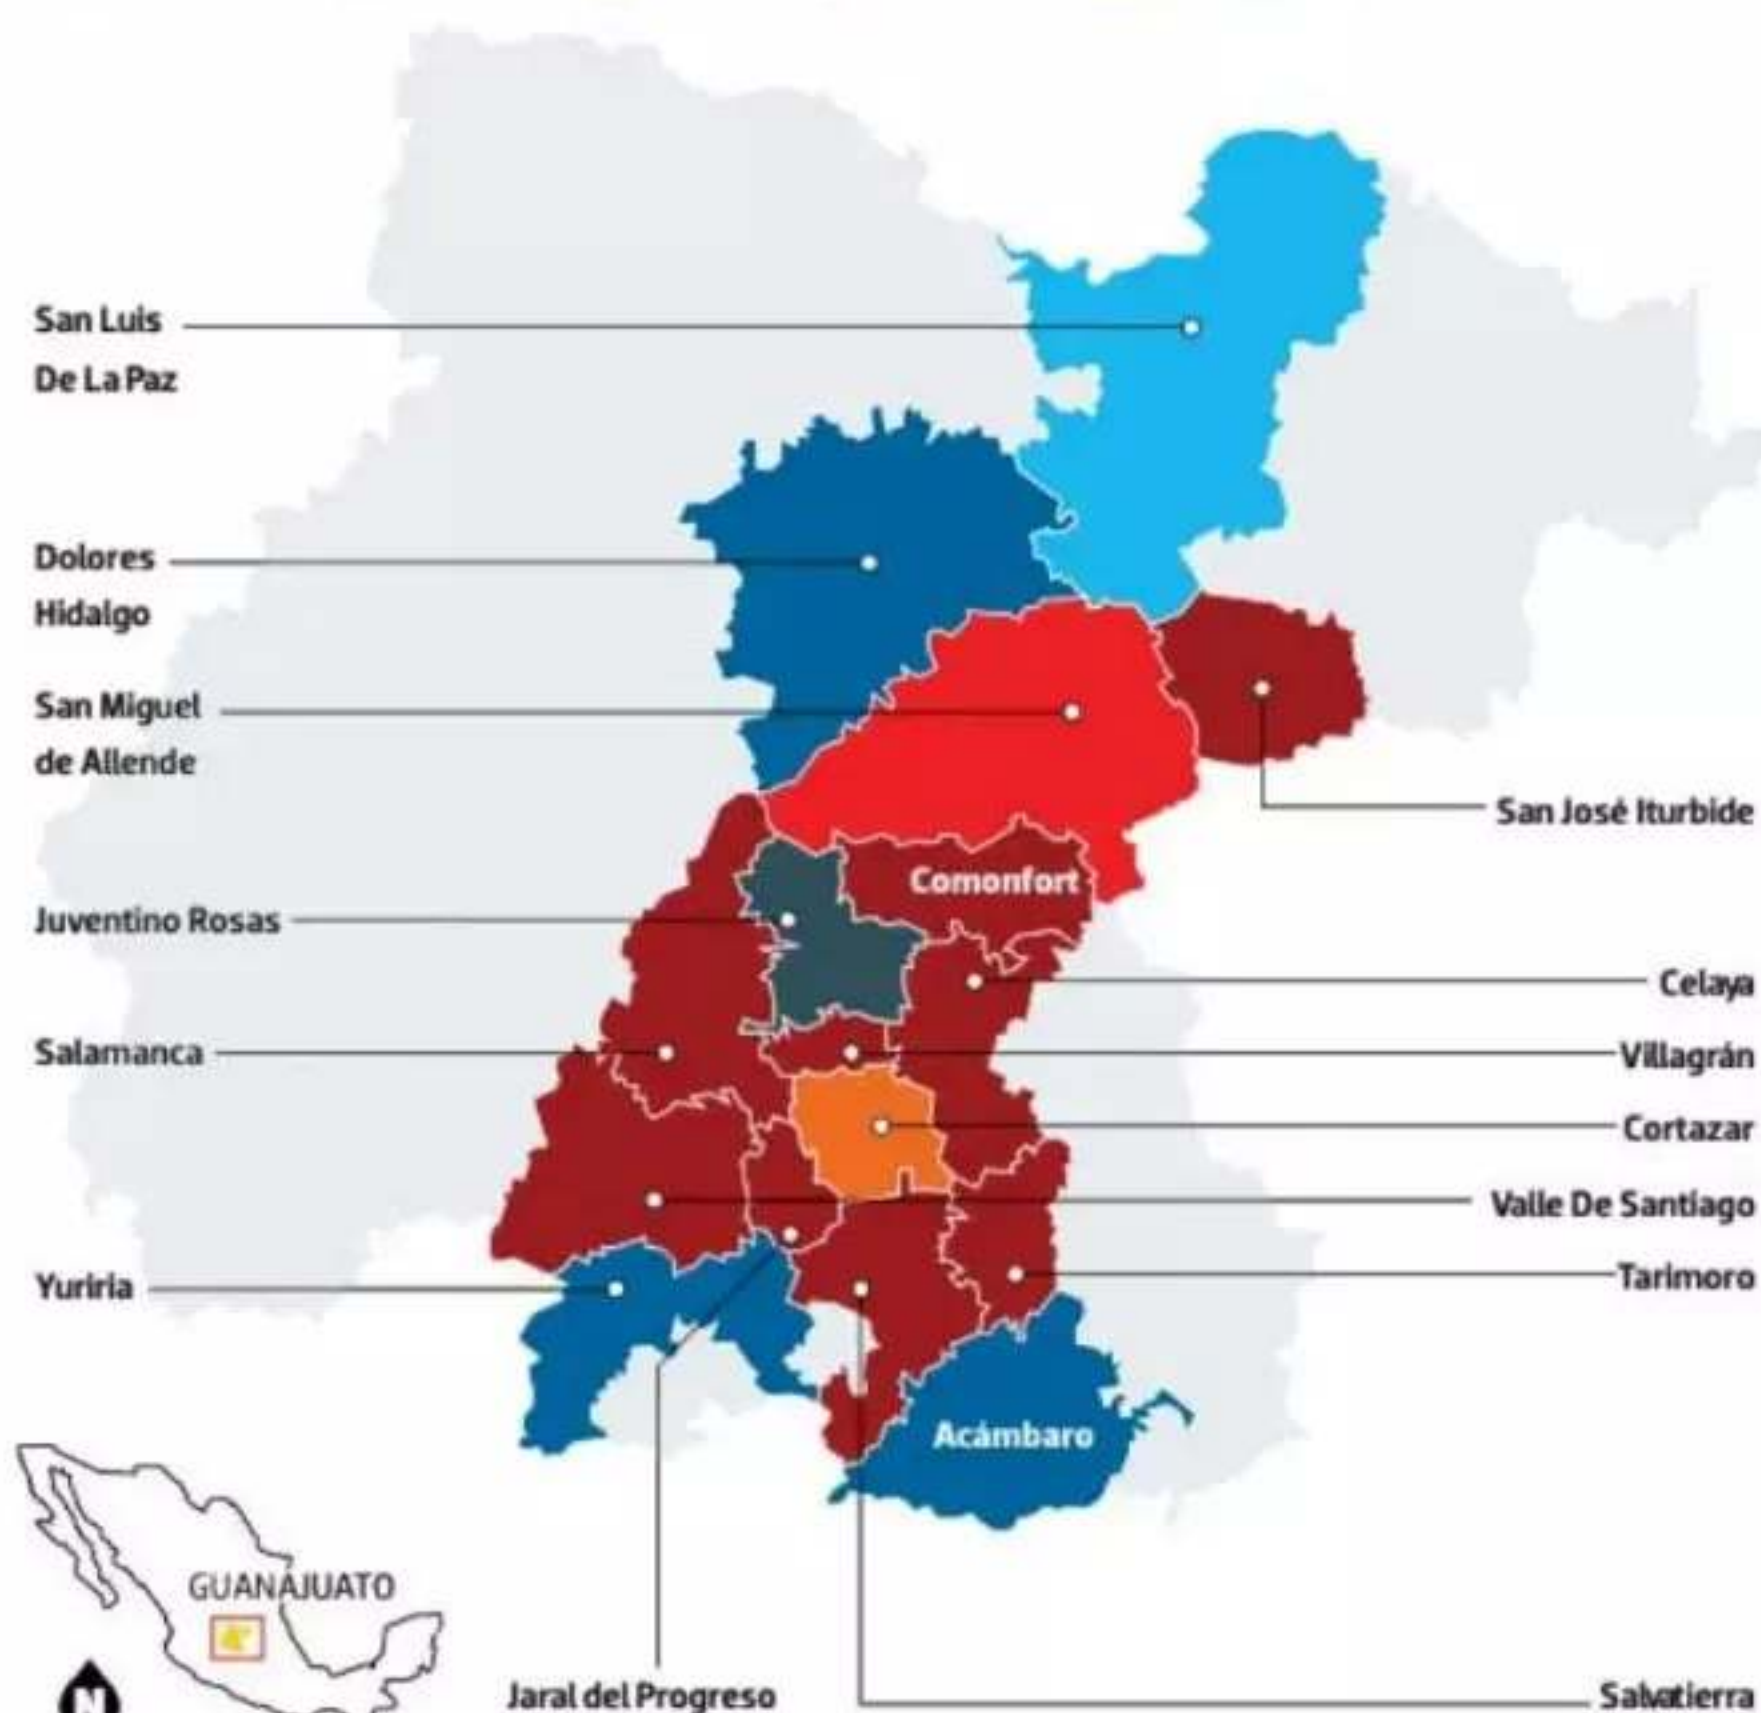 San Luis
De La Paz
Dolores
Hidalgo
San Miguel
de Allende
San José Iturbide
Comonfort
Juventino Rosas
Celaya
Salamanca
Villagrán
Cortazar
Valle De Santiago
Tarimoro
Yuriria
Acámbaro
GUANAJUATO
N
Jaral del Progreso
Salvatierra